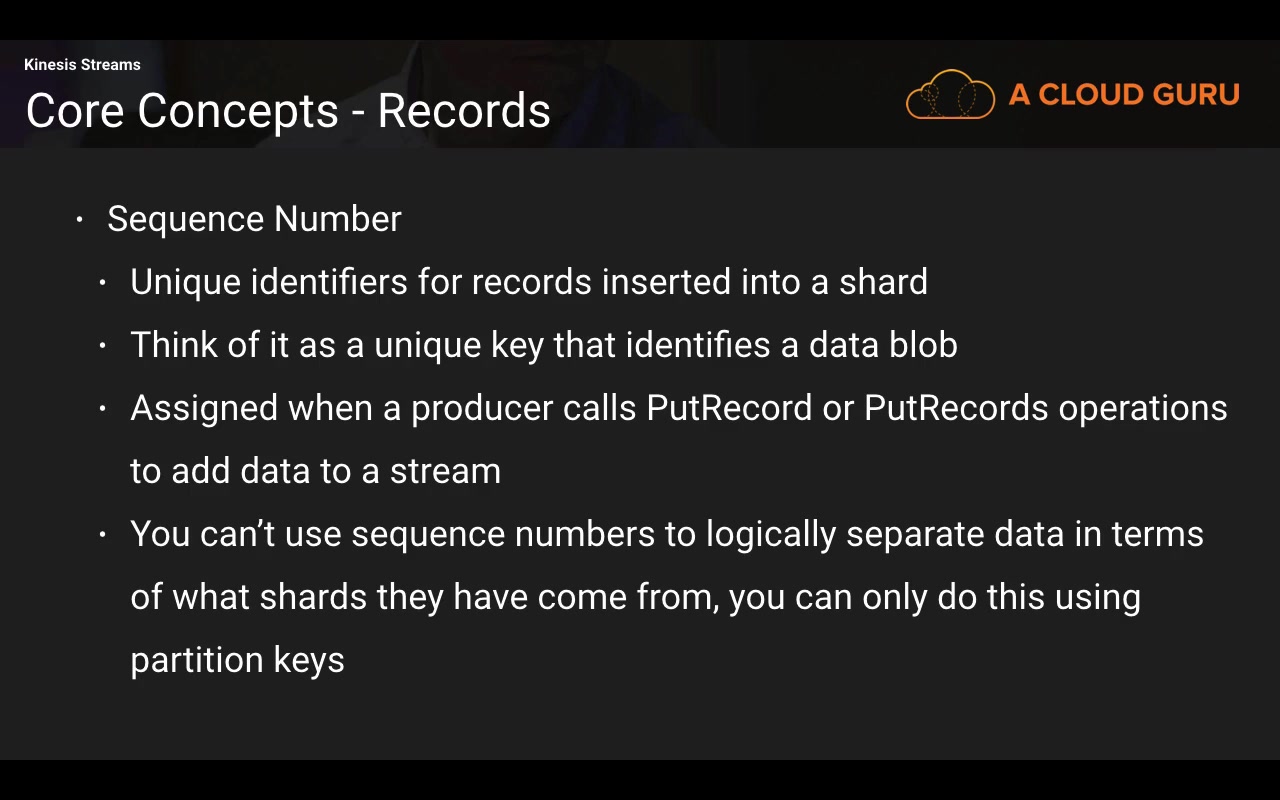 Kinesis Streams
Core Concepts - Records
A CLOUD GURU
· Sequence Number
· Unique identifiers for records inserted into a shard
· Think of it as a unique key that identifies a data blob
· Assigned when a producer calls PutRecord or PutRecords operations
to add data to a stream
· You can’t use sequence numbers to logically separate data in terms
of what shards they have come from, you can only do this using
partition keys